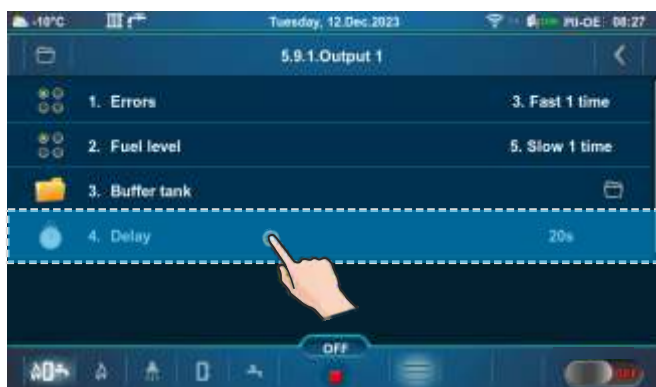 -10°C Tuesday, 12.Dec.2023 08:27
5.9.1.Output 1
1. Errors 3. Fast 1 time
2. Fuel level 5. Slow 1 time
3. Buffer tank
4. Delay 20s
OFF
OFF